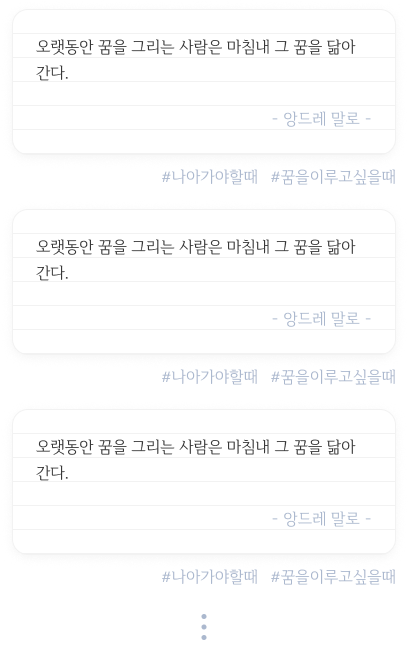 오랫동안 꿈을 그리는 사람은 마침내 그 꿈을 닮아
간다.
- 앙드레 말로 -
#나아가야할때 #꿈을이루고싶을때
오랫동안 꿈을 그리는 사람은 마침내 그 꿈을 닮아
간다.
- 앙드레 말로 -
#나아가야할때 #꿈을이루고싶을때
오랫동안 꿈을 그리는 사람은 마침내 그 꿈을 닮아
간다.
- 앙드레 말로 -
#나아가야할때 #꿈을이루고싶을때